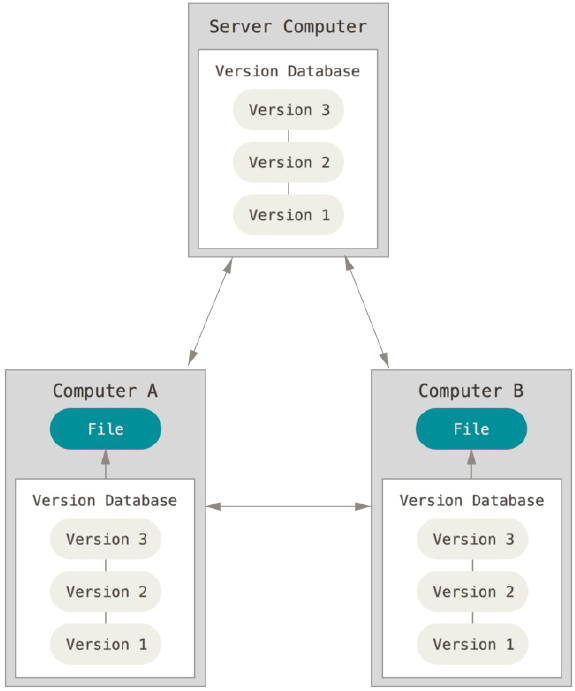 Server Computer
Version Database
Version 3
Version 2
Version 1
Computer A
File
Version Database
Version 3
Version 2
Version 1
Computer B
File
Version Database
Version 3
Version 2
Version 1